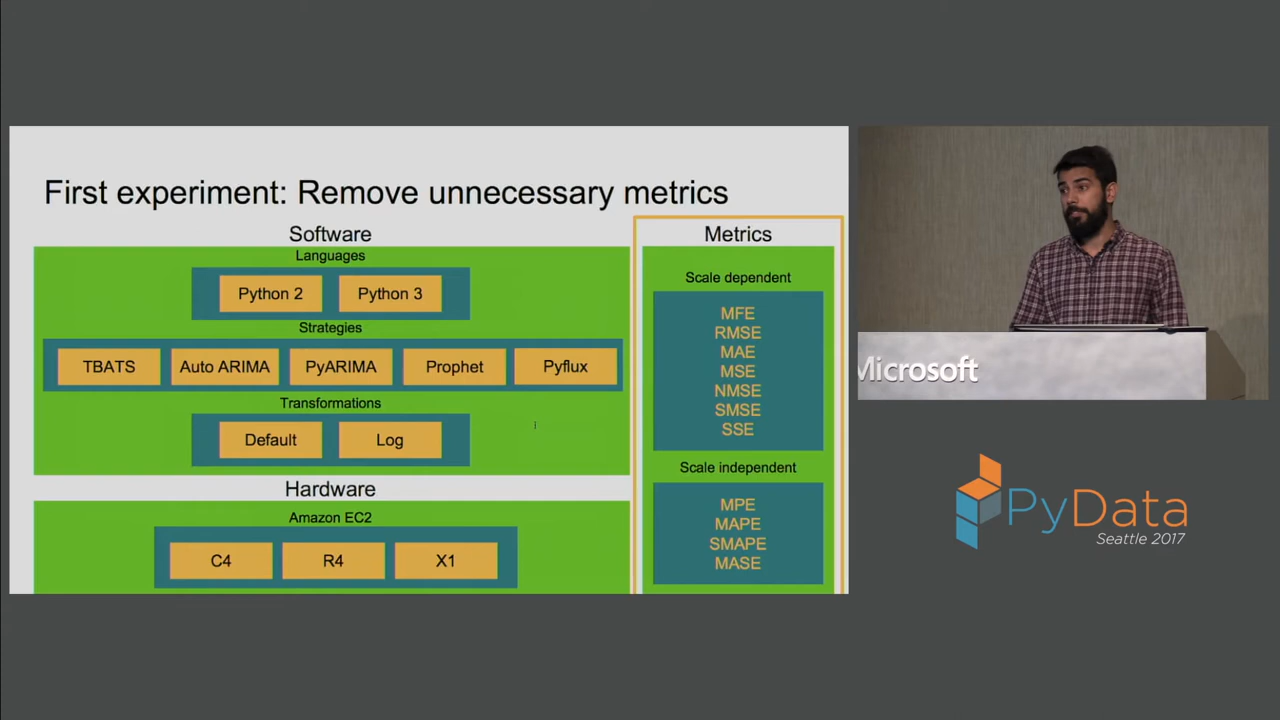 First experiment: Remove unnecessary metrics
Software
Languages
Python 2
Python 3
Strategies
TBATS
Auto ARIMA
PyARIMA
Prophet
Pyflux
Transformations
Default
Log
Hardware
Amazon EC2
C4
R4
X1
Metrics
Scale dependent
MFE
RMSE
MAE
MSE
NMSE
SMSE
SSE
Scale independent
MPE
MAPE
SMAPE
MASE
Microsoft
PyData
Seattle 2017